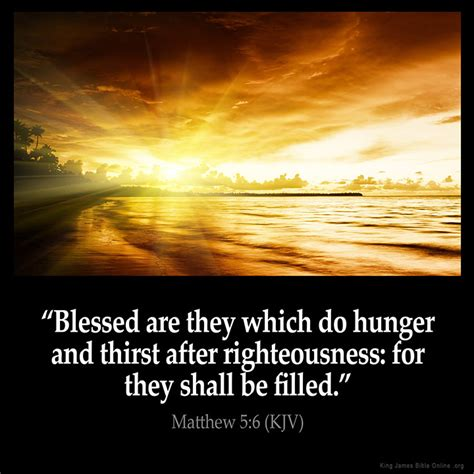 “Blessed are they which do hunger
and thirst after righteousness: for
they shall be filled.”
Matthew 5:6 (KJV)
King James Bible Online .org